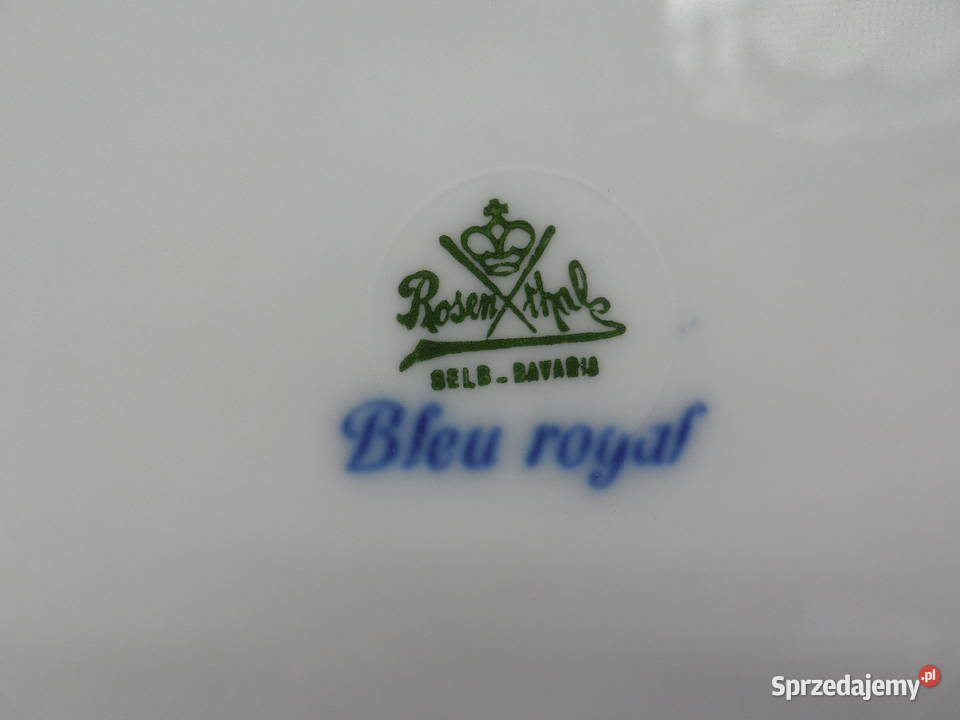 Rosenthal
SELB - BAVARIA
Bleu royal
Sprzedajemy.pl